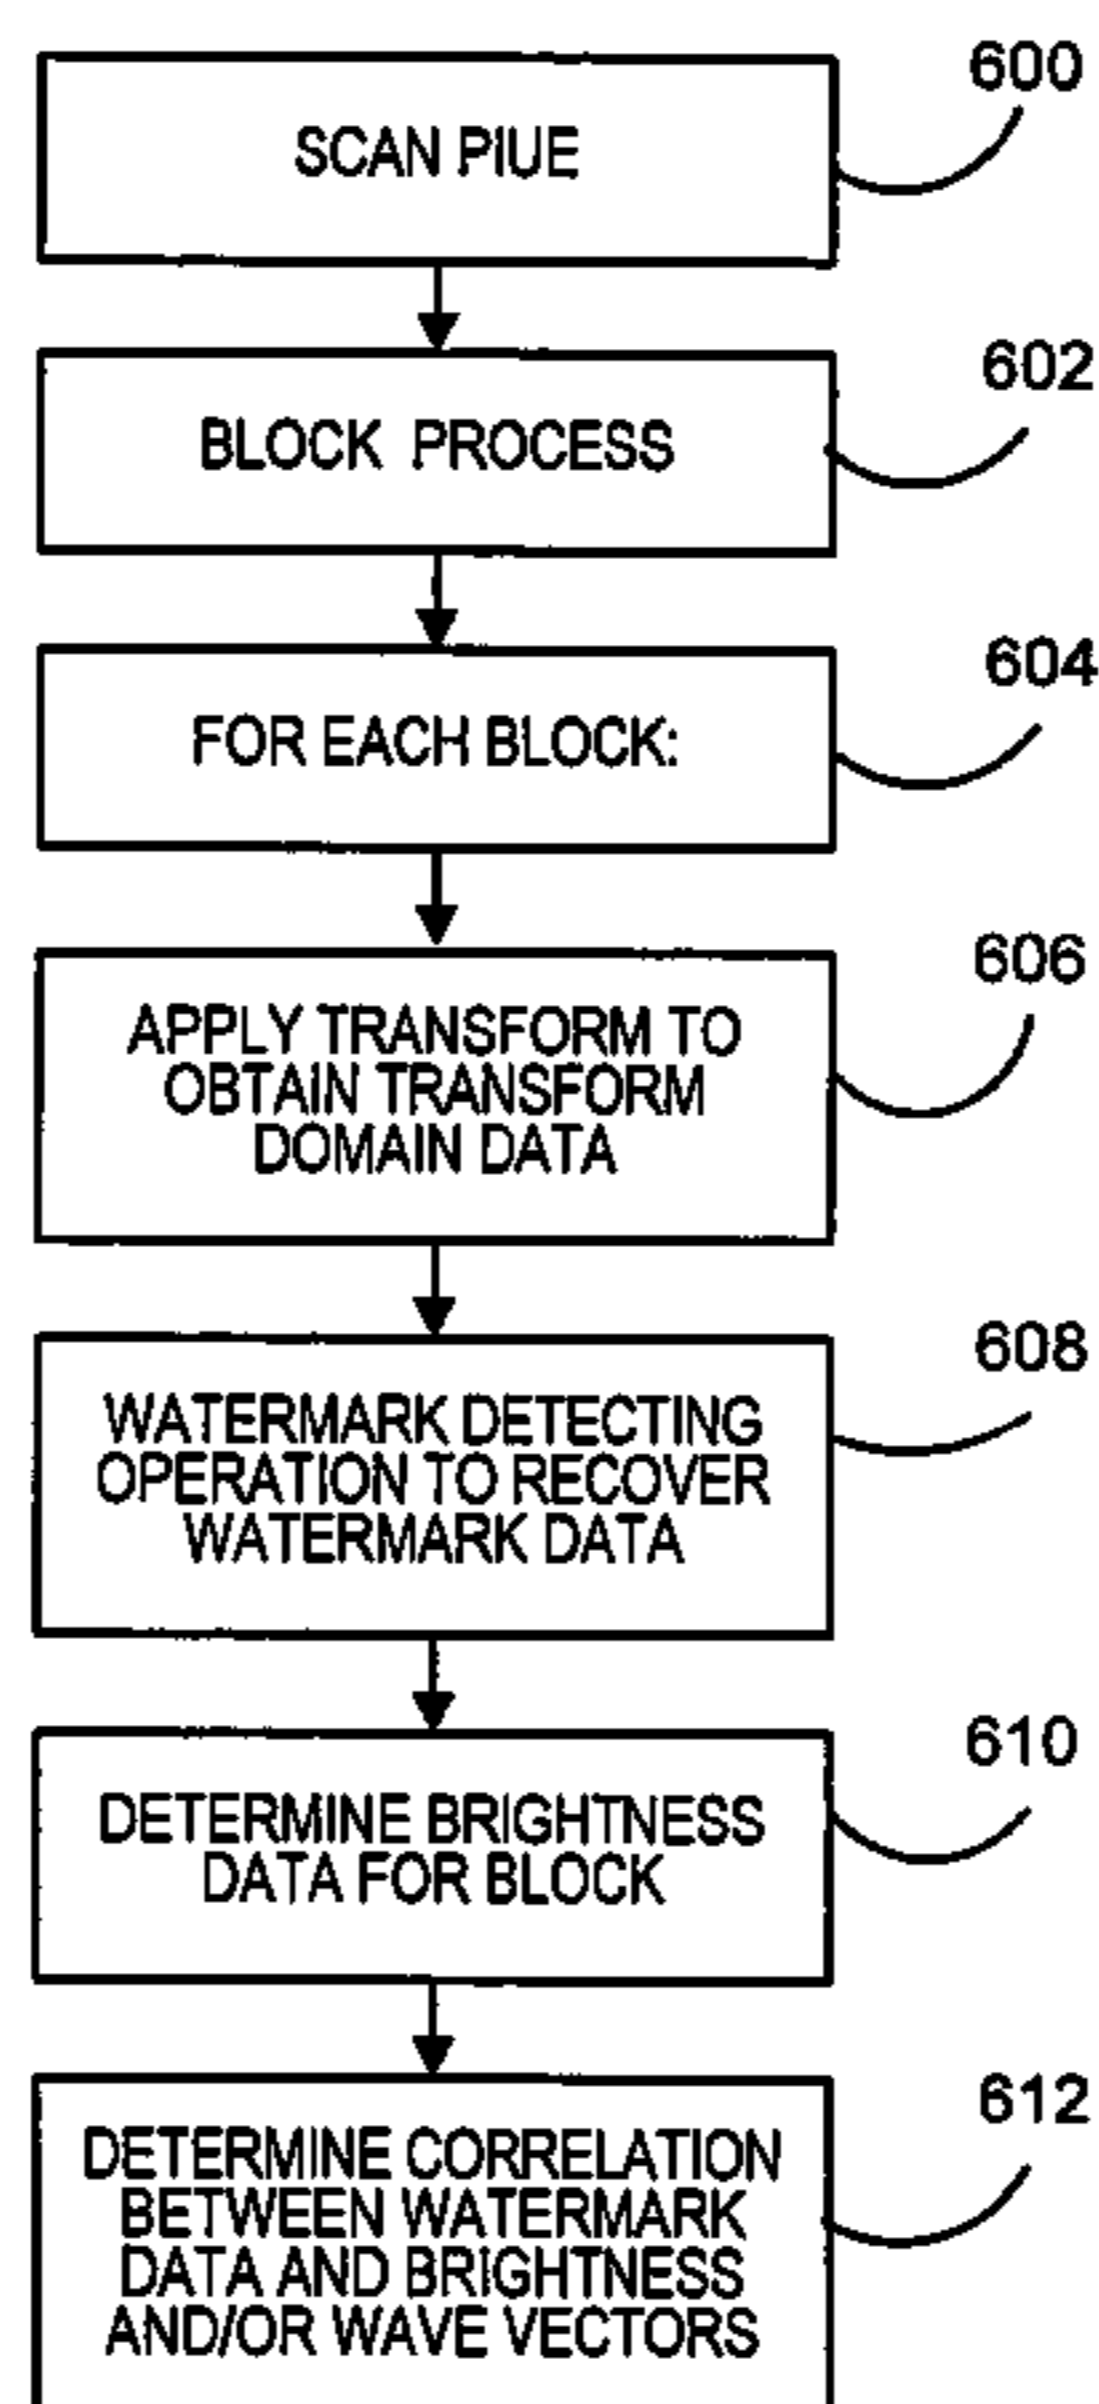 SCAN PIUE
600
BLOCK PROCESS
602
FOR EACH BLOCK:
604
APPLY TRANSFORM TO
OBTAIN TRANSFORM
DOMAIN DATA
606
WATERMARK DETECTING
OPERATION TO RECOVER
WATERMARK DATA
608
DETERMINE BRIGHTNESS
DATA FOR BLOCK
610
DETERMINE CORRELATION
BETWEEN WATERMARK
DATA AND BRIGHTNESS
AND/OR WAVE VECTORS
612